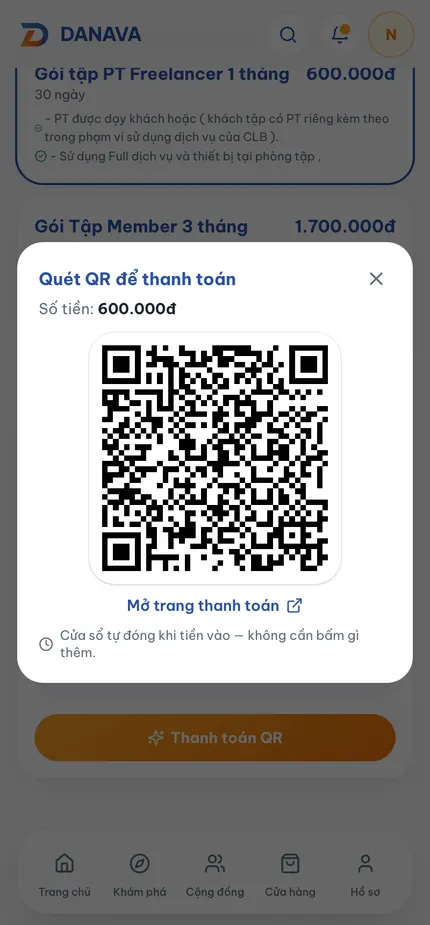 DANAVA
N
Gói tập PT Freelancer 1 tháng 600.000đ
30 ngày
- PT được dạy khách hoặc ( khách tập có PT riêng kèm theo
trong phạm vi sử dụng dịch vụ của CLB ).
- Sử dụng Full dịch vụ và thiết bị tại phòng tập ,
Gói Tập Member 3 tháng 1.700.000đ
Quét QR để thanh toán
Số tiền: 600.000đ
Mở trang thanh toán
Cửa sổ tự đóng khi tiền vào — không cần bấm gì
thêm.
Thanh toán QR
Trang chủ Khám phá Cộng đồng Cửa hàng Hồ sơ